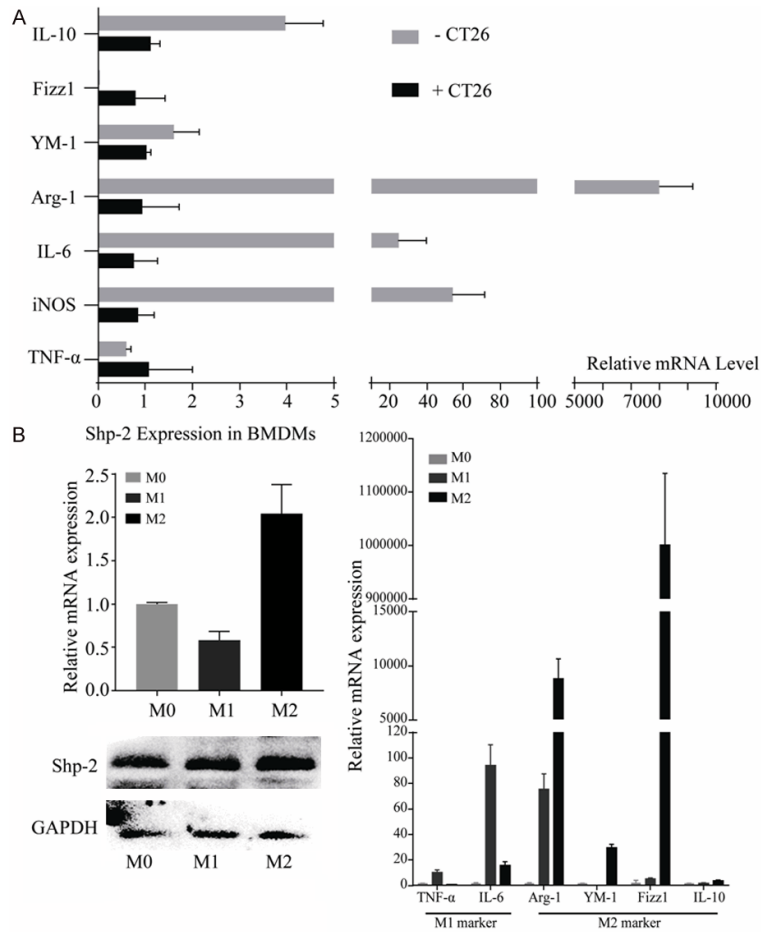 A
IL-10
Fizz1
YM-1
Arg-1
IL-6
iNOS
TNF-α
- CT26
+ CT26
Relative mRNA Level
0 1 2 3 4 5 20 40 60 80 100 5000 7000 10000
B
Shp-2 Expression in BMDMs
Relative mRNA expression
2.5
2.0
1.5
1.0
0.5
0.0
M0
M1
M2
M0 M1 M2
Shp-2
GAPDH
M0 M1 M2
Relative mRNA expression
1200000
1100000
1000000
900000
15000
10000
5000
120
100
80
60
40
20
0
M0
M1
M2
TNF-α IL-6 Arg-1 YM-1 Fizz1 IL-10
M1 marker M2 marker